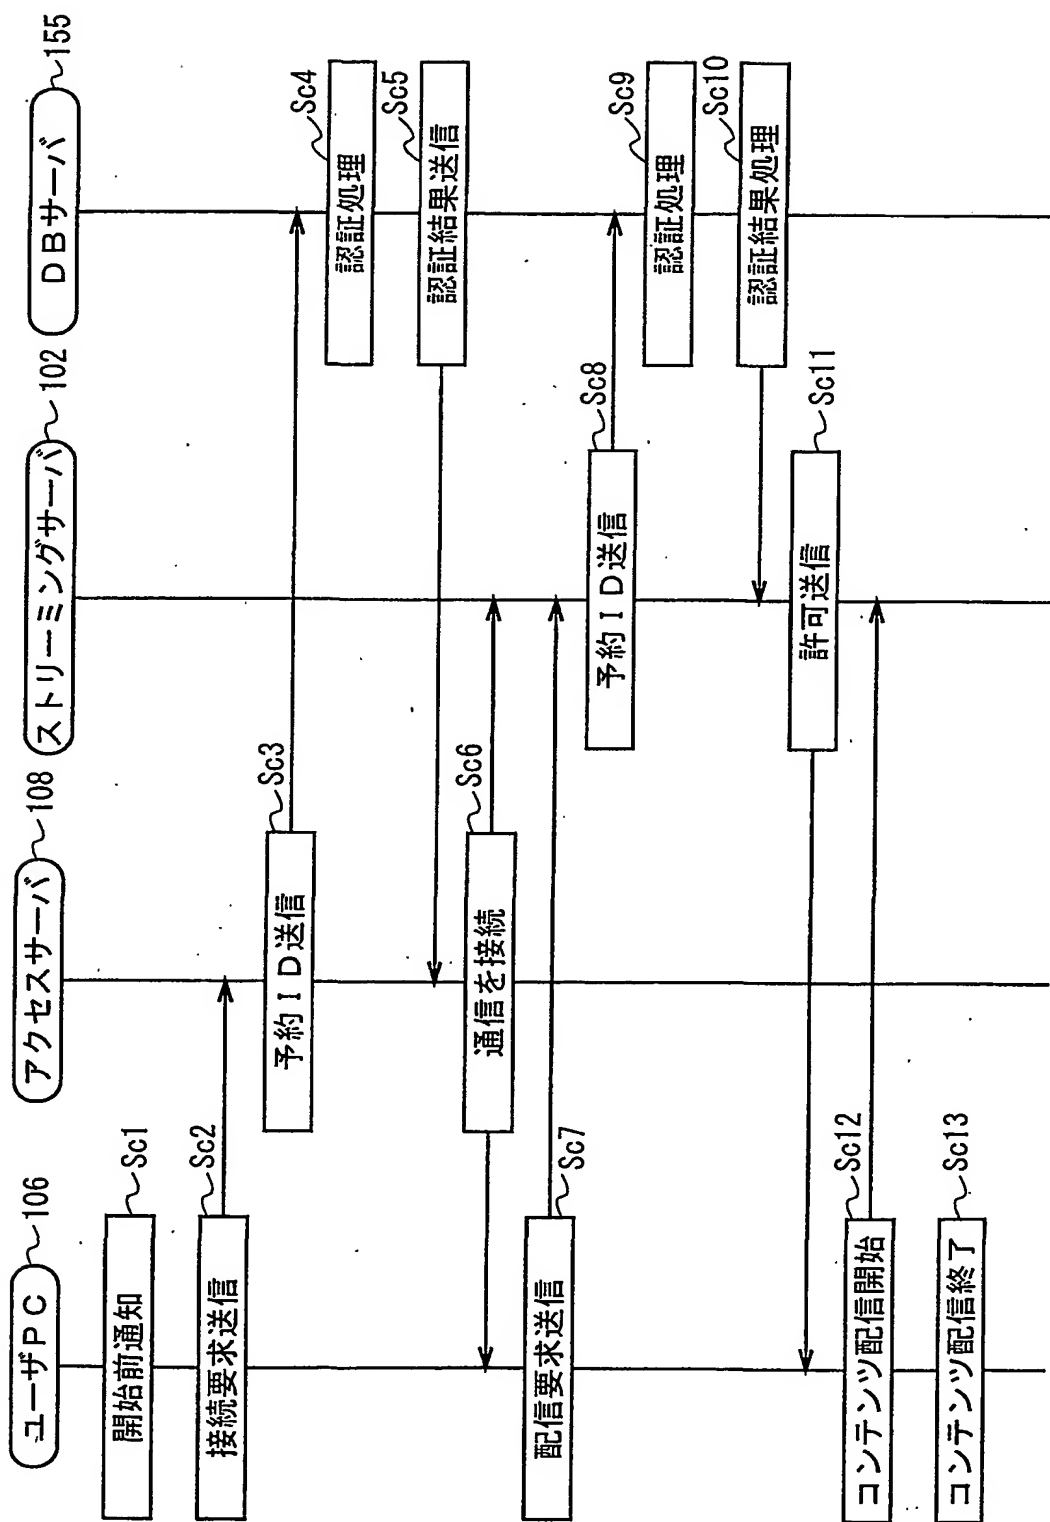 ユーザPC
106
アクセスサーバ
108
ストリーミングサーバ
102
DBサーバ
155
開始前通知
Sc1
接続要求送信
Sc2
予約ID送信
Sc3
認証処理
Sc4
認証結果送信
Sc5
通信を接続
Sc6
配信要求送信
Sc7
予約ID送信
Sc8
認証処理
Sc9
認証結果処理
Sc10
許可送信
Sc11
コンテンツ配信開始
Sc12
コンテンツ配信終了
Sc13